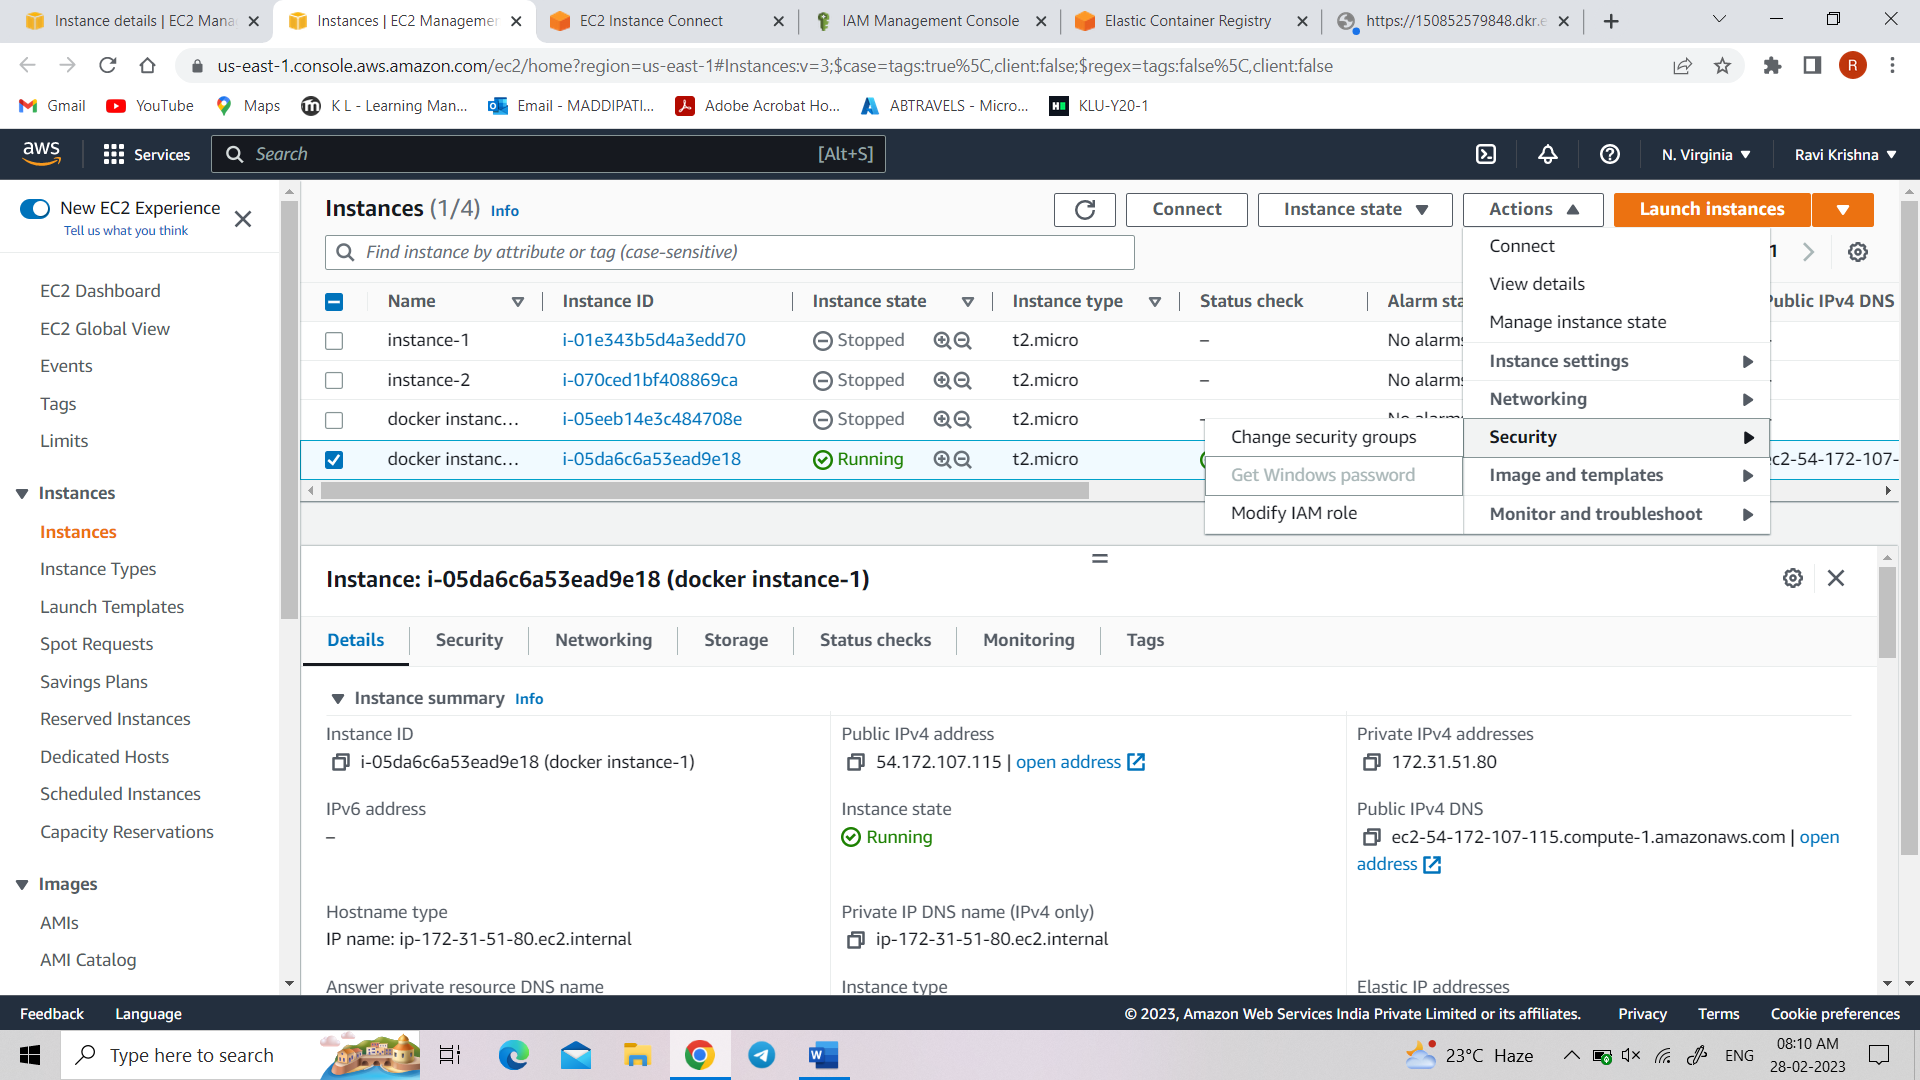 Instance details | EC2 Mana
Instances | EC2 Managemen
EC2 Instance Connect
IAM Management Console
Elastic Container Registry
https://150852579848.dkr.e
us-east-1.console.aws.amazon.com/ec2/home?region=us-east-1#Instances:v=3;$case=tags:true%5C,client:false;$regex=tags:false%5C,client:false
R
Gmail
YouTube
Maps
K L - Learning Man...
Email - MADDIPATI...
Adobe Acrobat Ho...
ABTRAVELS - Micro...
KLU-Y20-1
aws
Services
Search
[Alt+S]
N. Virginia
Ravi Krishna
New EC2 Experience
Tell us what you think
EC2 Dashboard
EC2 Global View
Events
Tags
Limits
Instances
Instances
Instance Types
Launch Templates
Spot Requests
Savings Plans
Reserved Instances
Dedicated Hosts
Scheduled Instances
Capacity Reservations
Images
AMIs
AMI Catalog
Instances (1/4) Info
Connect
Instance state
Actions
Launch instances
Find instance by attribute or tag (case-sensitive)
1
Name
Instance ID
Instance state
Instance type
Status check
Alarm sta
Public IPv4 DNS
instance-1 i-01e343b5d4a3edd70 Stopped t2.micro – No alarms –
instance-2 i-070ced1bf408869ca Stopped t2.micro – No alarms –
docker instanc... i-05eeb14e3c484708e Stopped t2.micro – No alarms –
docker instanc... i-05da6c6a53ead9e18 Running t2.micro ec2-54-172-107-
Connect
View details
Manage instance state
Instance settings
Networking
Security
Image and templates
Monitor and troubleshoot
Change security groups
Get Windows password
Modify IAM role
Instance: i-05da6c6a53ead9e18 (docker instance-1)
Details
Security
Networking
Storage
Status checks
Monitoring
Tags
Instance summary Info
Instance ID
i-05da6c6a53ead9e18 (docker instance-1)
Public IPv4 address
54.172.107.115 | open address
Private IPv4 addresses
172.31.51.80
IPv6 address
–
Instance state
Running
Public IPv4 DNS
ec2-54-172-107-115.compute-1.amazonaws.com | open
address
Hostname type
IP name: ip-172-31-51-80.ec2.internal
Private IP DNS name (IPv4 only)
ip-172-31-51-80.ec2.internal
Answer private resource DNS name
Instance type
Elastic IP addresses
Feedback
Language
© 2023, Amazon Web Services India Private Limited or its affiliates.
Privacy
Terms
Cookie preferences
Type here to search
23°C Haze
ENG
08:10 AM
28-02-2023